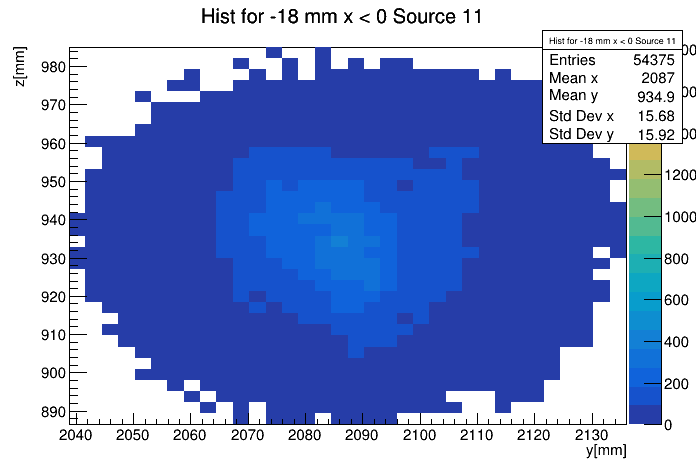 Hist for -18 mm x < 0 Source 11
Hist for -18 mm x < 0 Source 11
Entries 54375
Mean x 2087
Mean y 934.9
Std Dev x 15.68
Std Dev y 15.92
z[mm]
980
970
960
950
940
930
920
910
900
890
2040 2050 2060 2070 2080 2090 2100 2110 2120 2130
y[mm]
1200
1000
800
600
400
200
0